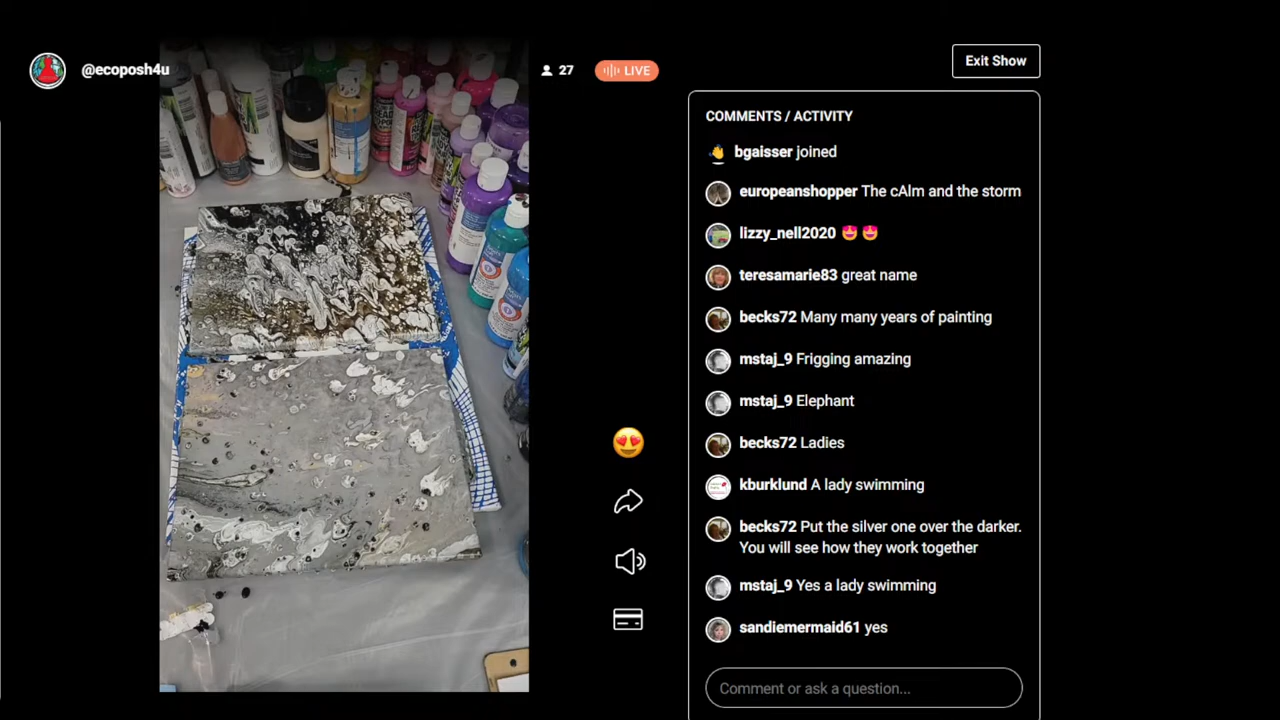 @ecoposh4u
27
LIVE
Exit Show
COMMENTS / ACTIVITY
bgaisser joined
europeanshopper The cAlm and the storm
lizzy_nell2020 😍 😍
teresamarie83 great name
becks72 Many many years of painting
mstaj_9 Frigging amazing
mstaj_9 Elephant
becks72 Ladies
kburklund A lady swimming
becks72 Put the silver one over the darker.
You will see how they work together
mstaj_9 Yes a lady swimming
sandiemermaid61 yes
Comment or ask a question...